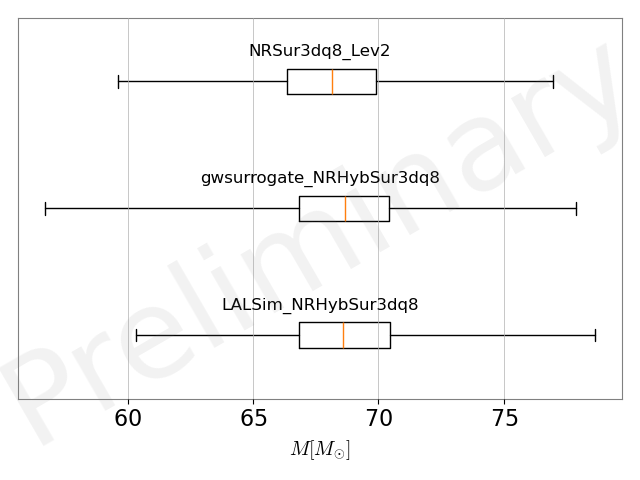 NRSur3dq8_Lev2
gwsurrogate_NRHybSur3dq8
LALSim_NRHybSur3dq8
60 65 70 75
M[M⊙]
Preliminary